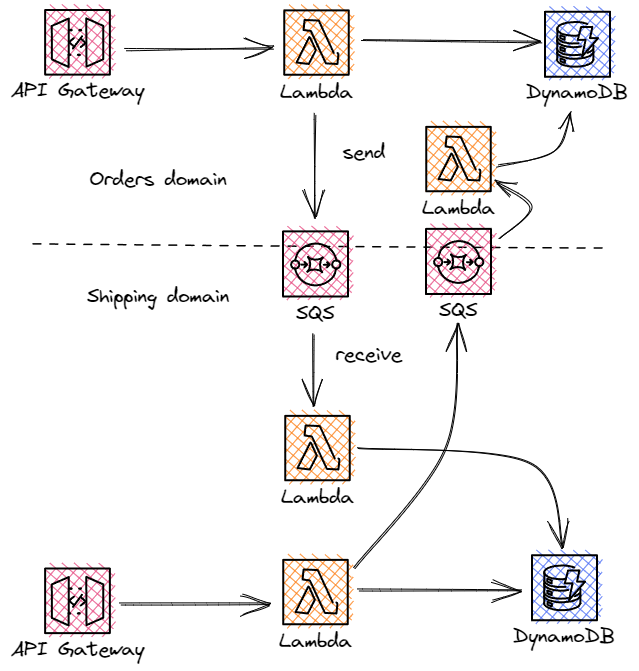 API Gateway
Lambda
DynamoDB
send
Orders domain
Lambda
Shipping domain
SQS
SQS
receive
Lambda
API Gateway
Lambda
DynamoDB